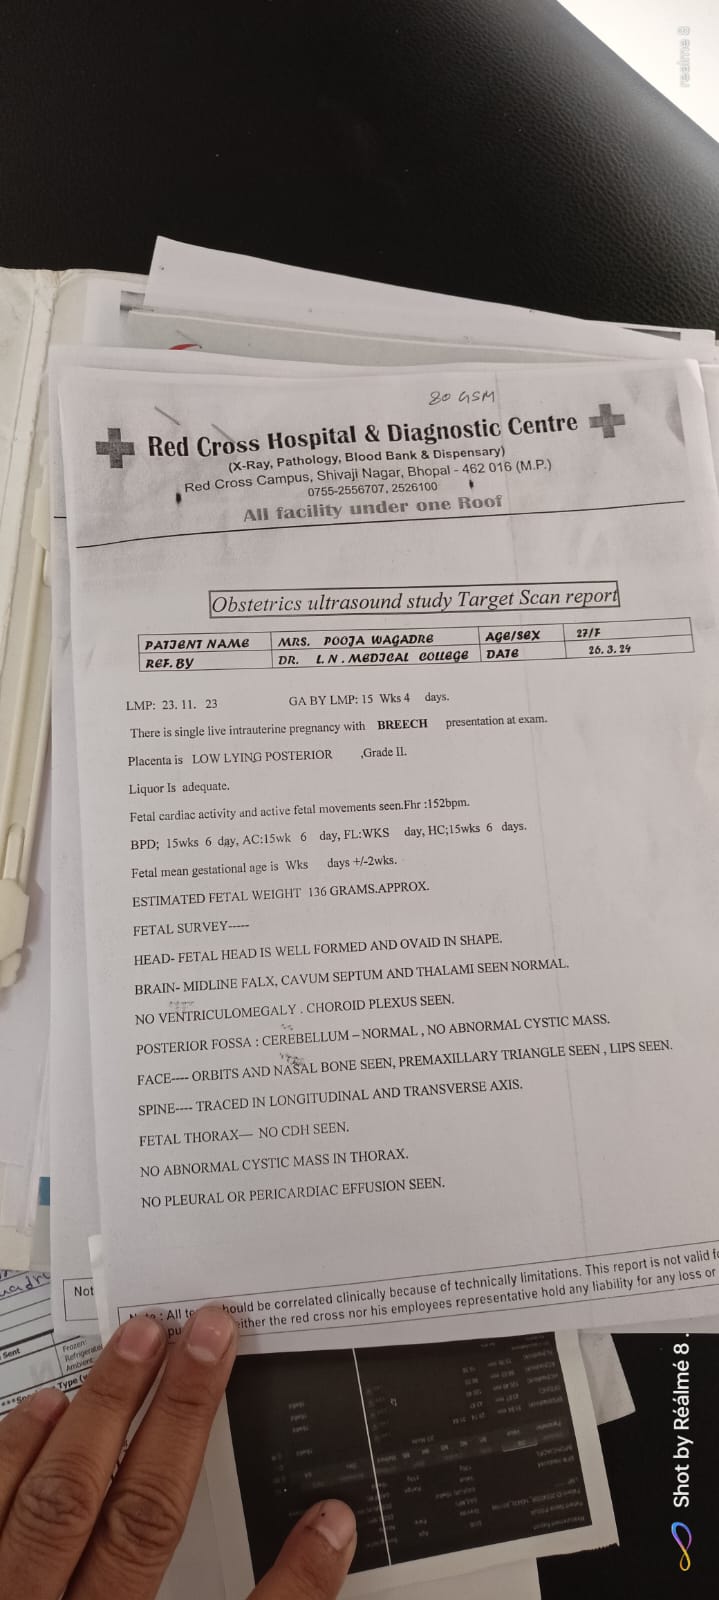 realme 8
80 GSM
Red Cross Hospital & Diagnostic Centre
(X-Ray, Pathology, Blood Bank & Dispensary)
Red Cross Campus, Shivaji Nagar, Bhopal - 462 016 (M.P.)
0755-2556707, 2526100
All facility under one Roof
Obstetrics ultrasound study Target Scan report
PATIENT NAME MRS. POOJA WAGADRE AGE/SEX 27/F
REF. BY DR. L.N. MEDICAL COLLEGE DATE 26.3.24
LMP: 23. 11. 23 GA BY LMP: 15 Wks 4 days.
There is single live intrauterine pregnancy with BREECH presentation at exam.
Placenta is LOW LYING POSTERIOR ,Grade II.
Liquor Is adequate.
Fetal cardiac activity and active fetal movements seen.Fhr :152bpm.
BPD; 15wks 6 day, AC:15wk 6 day, FL:WKS day, HC;15wks 6 days.
Fetal mean gestational age is Wks days +/-2wks.
ESTIMATED FETAL WEIGHT 136 GRAMS.APPROX.
FETAL SURVEY-----
HEAD- FETAL HEAD IS WELL FORMED AND OVAID IN SHAPE.
BRAIN- MIDLINE FALX, CAVUM SEPTUM AND THALAMI SEEN NORMAL.
NO VENTRICULOMEGALY . CHOROID PLEXUS SEEN.
POSTERIOR FOSSA : CEREBELLUM – NORMAL , NO ABNORMAL CYSTIC MASS.
FACE---- ORBITS AND NASAL BONE SEEN, PREMAXILLARY TRIANGLE SEEN , LIPS SEEN.
SPINE---- TRACED IN LONGITUDINAL AND TRANSVERSE AXIS.
FETAL THORAX— NO CDH SEEN.
NO ABNORMAL CYSTIC MASS IN THORAX.
NO PLEURAL OR PERICARDIAC EFFUSION SEEN.
Not
: All should be correlated clinically because of technically limitations. This report is not valid
either the red cross nor his employees representative hold any liability for any loss or
Sent
Frozen
Refrigerate
Ambient
Type
Shot by Réálmé 8